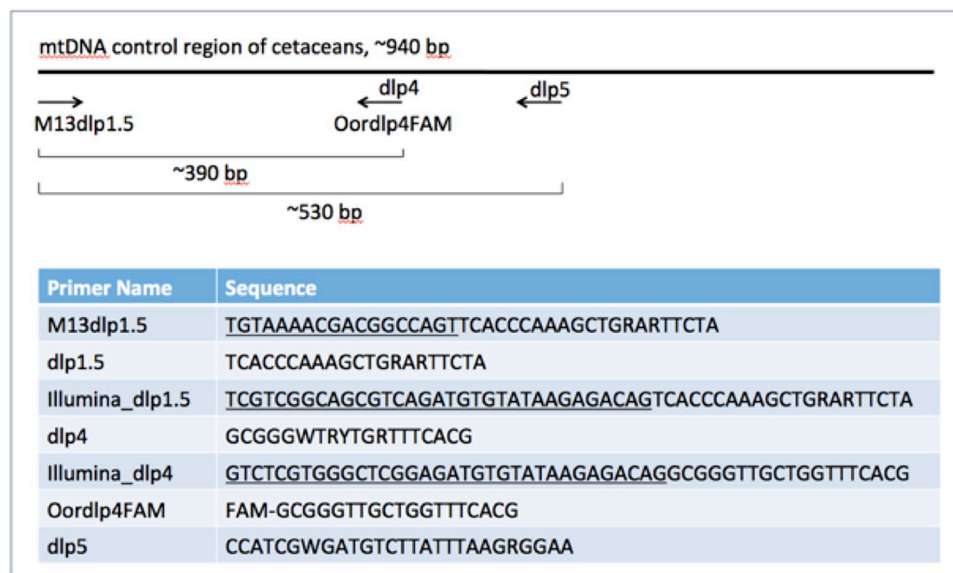 mtDNA control region of cetaceans, ~940 bp
dlp4
dlp5
M13dlp1.5
Oordlp4FAM
~390 bp
~530 bp
Primer Name Sequence
M13dlp1.5 TGTAAAACGACGGCCAGTTCACCCAAAGCTGRARTTCTA
dlp1.5 TCACCCAAAGCTGRARTTCTA
Illumina_dlp1.5 TCGTCGGCAGCGTCAGATGTGTATAAGAGACAGTCACCCAAAGCTGRARTTCTA
dlp4 GCGGGWTRYTGRTTTCACG
Illumina_dlp4 GTCTCGTGGGCTCGGAGATGTGTATAAGAGACAGGCGGGTTGCTGGTTTCACG
Oordlp4FAM FAM-GCGGGTTGCTGGTTTCACG
dlp5 CCATCGWGATGTCTTATTTAAGRGGAA